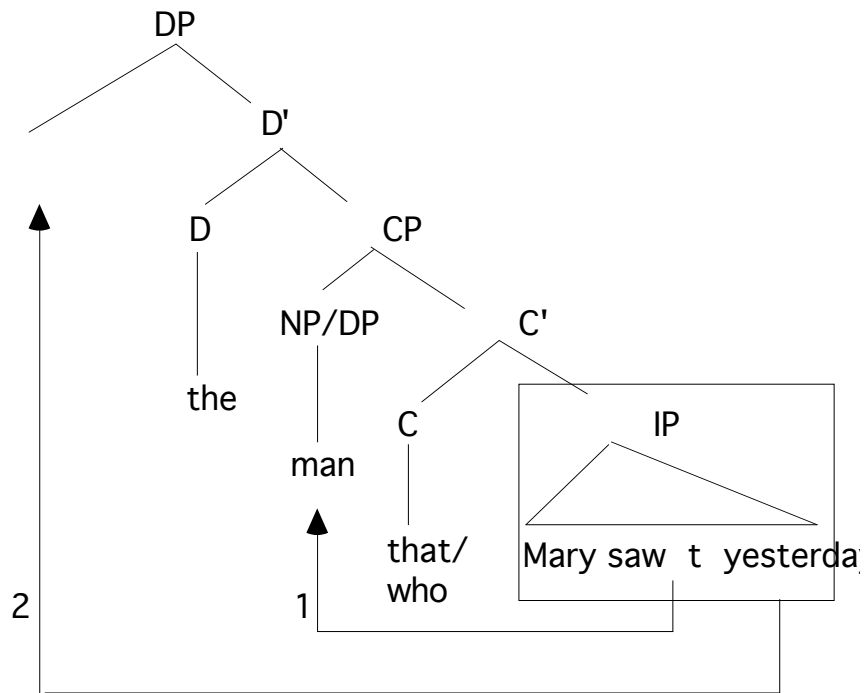 DP
D'
D CP
NP/DP C'
the
C IP
man
that/ Mary saw t yesterday
who
2 1